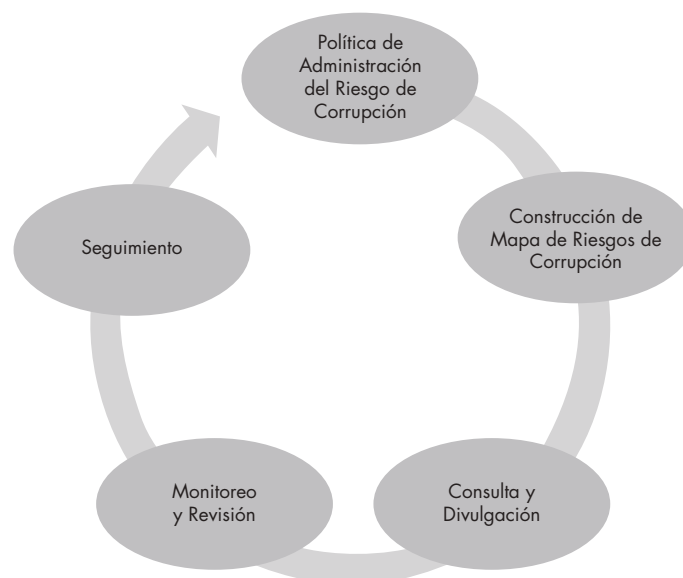 Política de
Administración
del Riesgo de
Corrupción
Construcción de
Mapa de Riesgos de
Corrupción
Consulta y
Divulgación
Monitoreo
y Revisión
Seguimiento